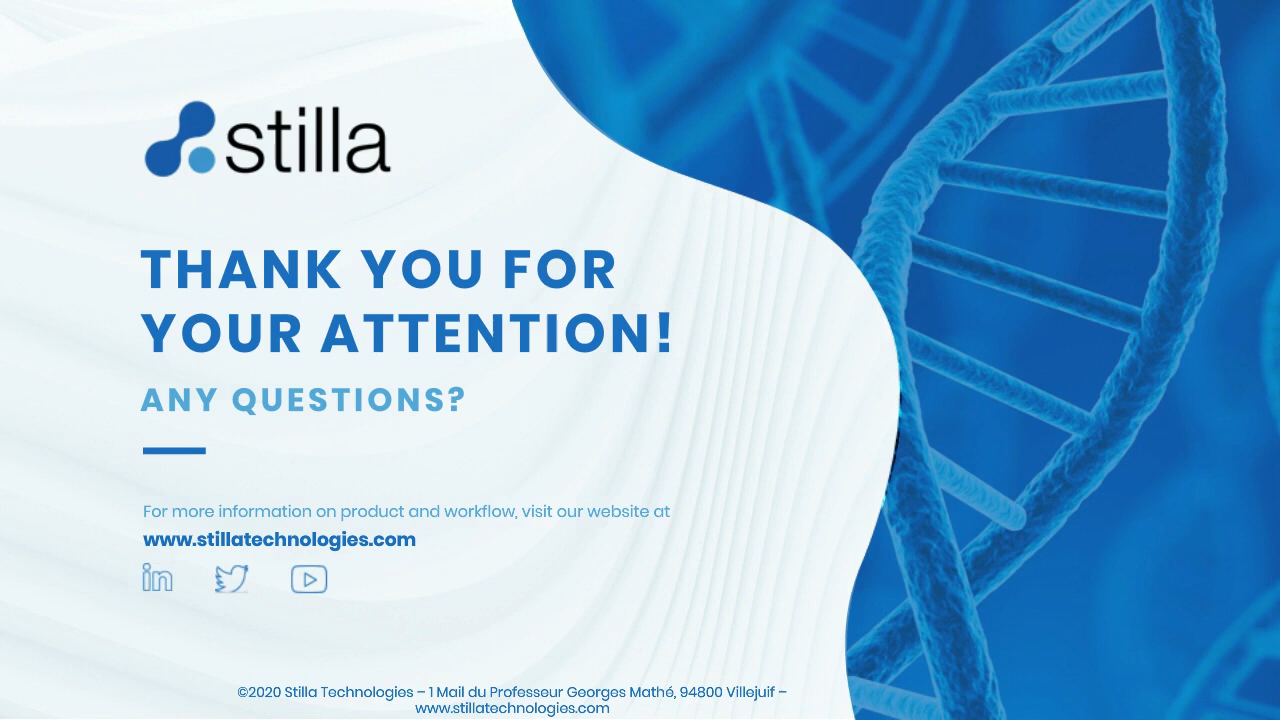 stilla
THANK YOU FOR
YOUR ATTENTION!
ANY QUESTIONS?
For more information on product and workflow, visit our website at
www.stillatechnologies.com
in
©2020 Stilla Technologies – 1 Mail du Professeur Georges Mathé, 94800 Villejuif –
www.stillatechnologies.com